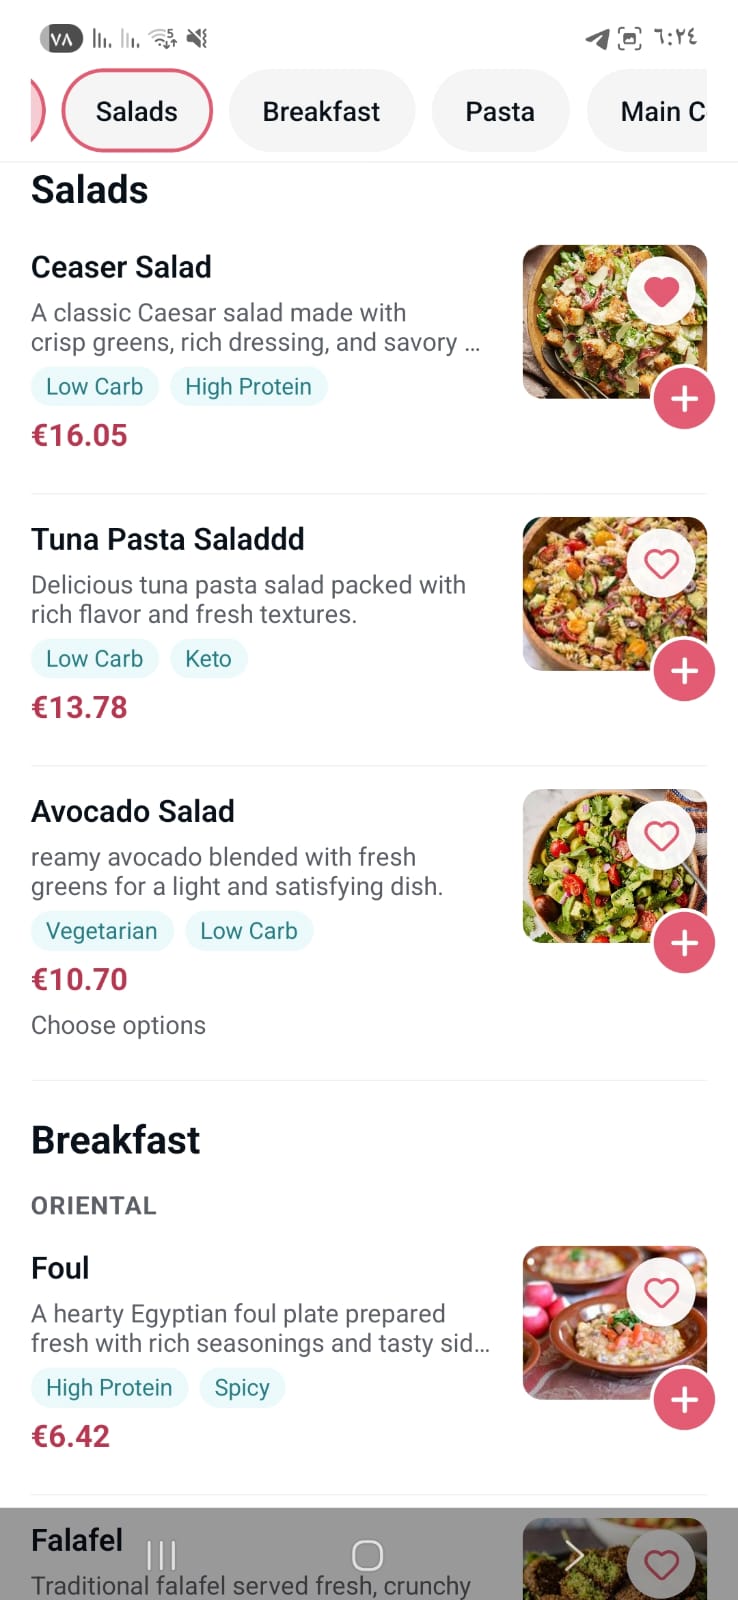 ٧٨
٦:٢٤
Salads
Breakfast
Pasta
Main C
Salads
Ceaser Salad
A classic Caesar salad made with
crisp greens, rich dressing, and savory ...
Low Carb
High Protein
€16.05
Tuna Pasta Saladdd
Delicious tuna pasta salad packed with
rich flavor and fresh textures.
Low Carb
Keto
€13.78
Avocado Salad
reamy avocado blended with fresh
greens for a light and satisfying dish.
Vegetarian
Low Carb
€10.70
Choose options
Breakfast
ORIENTAL
Foul
A hearty Egyptian foul plate prepared
fresh with rich seasonings and tasty sid...
High Protein
Spicy
€6.42
Falafel
Traditional falafel served fresh, crunchy